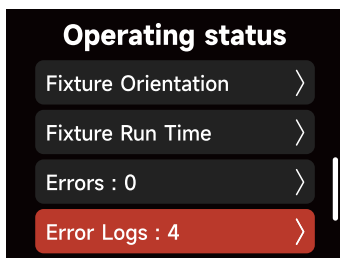 Operating status
Fixture Orientation
Fixture Run Time
Errors : 0
Error Logs : 4